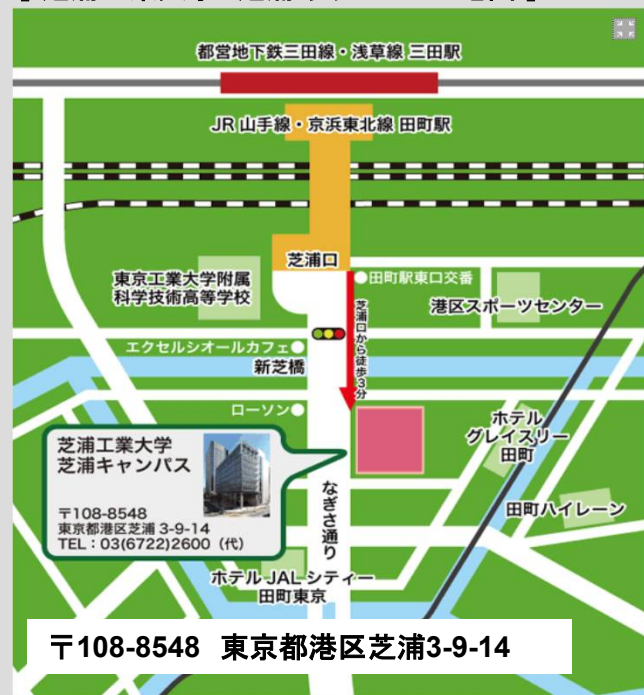 都営地下鉄三田線・浅草線 三田駅
JR 山手線・京浜東北線 田町駅
芝浦口
田町駅東口交番
東京工業大学附属
科学技術高等学校
港区スポーツセンター
芝浦口から徒歩3分
エクセルシオールカフェ
新芝橋
ローソン
ホテル
グレイスリー
田町
芝浦工業大学
芝浦キャンパス
〒108-8548
東京都港区芝浦 3-9-14
TEL：03(6722)2600（代）
なぎさ通り
田町ハイレーン
ホテル JAL シティー
田町東京
〒108-8548 東京都港区芝浦3-9-14